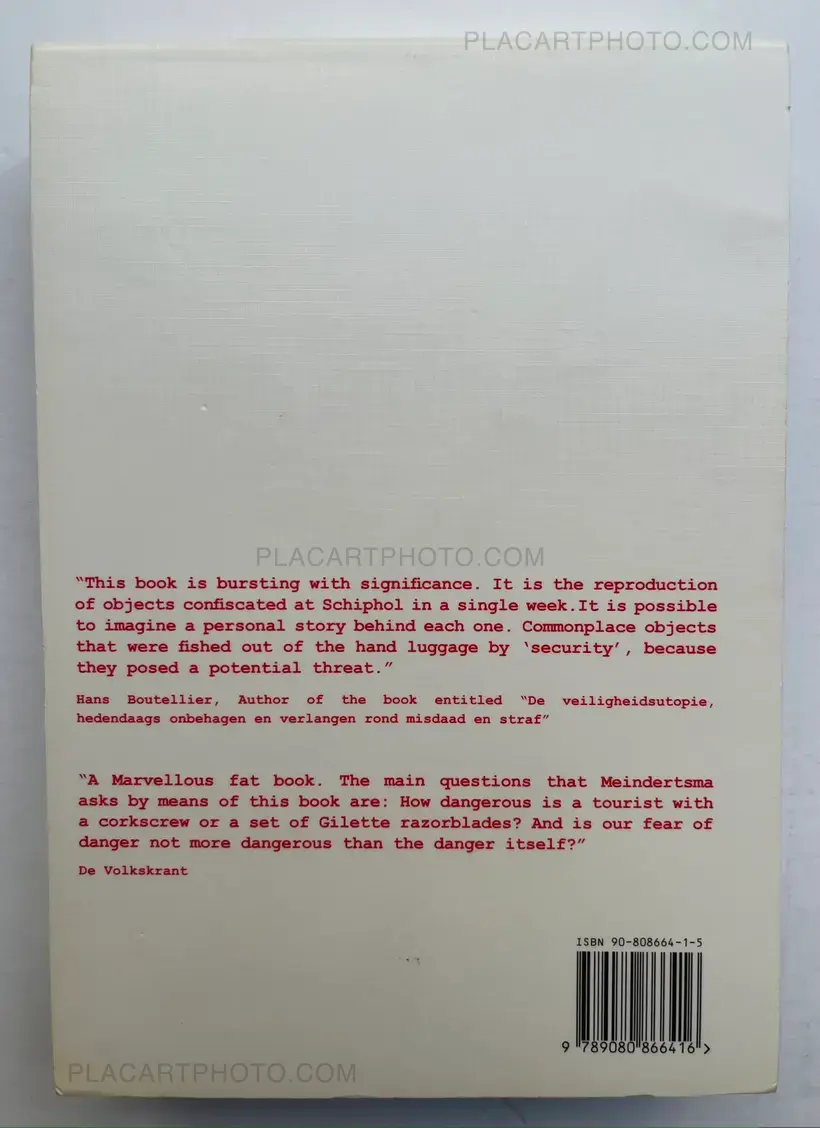 PLACARTPHOTO.COM
PLACARTPHOTO.COM
“This book is bursting with significance. It is the reproduction
of objects confiscated at Schiphol in a single week.It is possible
to imagine a personal story behind each one. Commonplace objects
that were fished out of the hand luggage by ‘security’, because
they posed a potential threat.”
Hans Boutellier, Author of the book entitled “De veiligheidsutopie,
hedendaags onbehagen en verlangen rond misdaad en straf”
“A Marvellous fat book. The main questions that Meindertsma
asks by means of this book are: How dangerous is a tourist with
a corkscrew or a set of Gilette razorblades? And is our fear of
danger not more dangerous than the danger itself?”
De Volkskrant
ISBN 90-808664-1-5
9 789080 866416 >
PLACARTPHOTO.COM